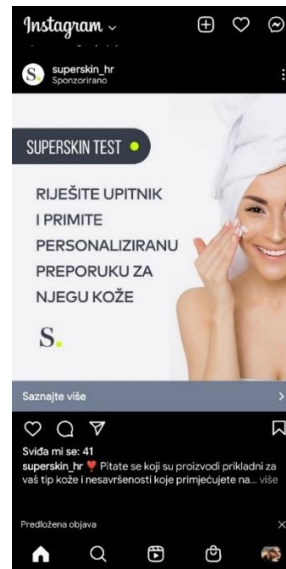 Instagram
superskin_hr
Sponzorirano
SUPERSKIN TEST
RIJEŠITE UPITNIK
I PRIMITE
PERSONALIZIRANU
PREPORUKU ZA
NJEGU KOŽE
S.
Saznajte više
Sviđa mi se: 41
superskin_hr ❣️ Pitate se koji su proizvodi prikladni za
vaš tip kože i nesavršenosti koje primjećujete na... više
Predložena objava